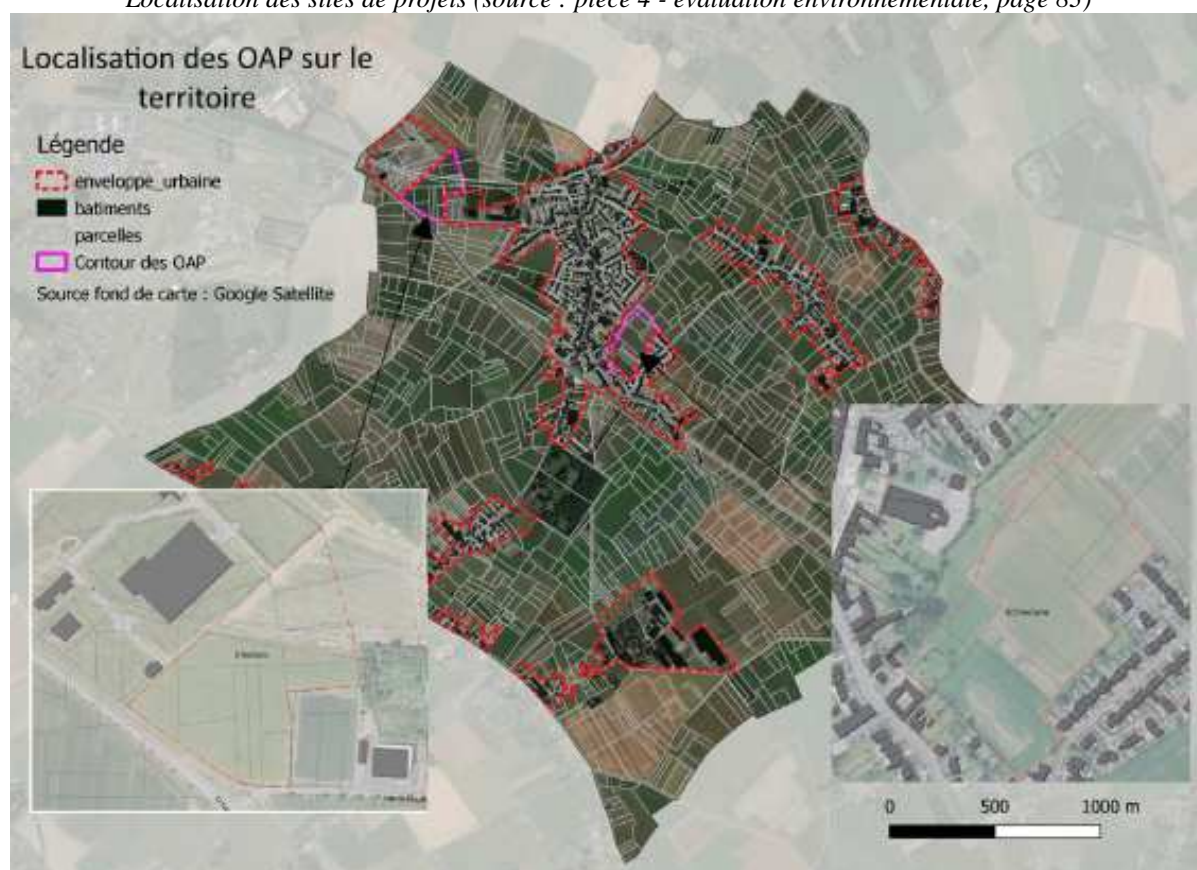 Localisation des sites de projets (source : pièce 4 - évaluation environnementale, page 85)
Localisation des OAP sur le
territoire
Légende
enveloppe_urbaine
batiments
parcelles
Contour des OAP
Source fond de carte : Google Satellite
0 500 1000 m